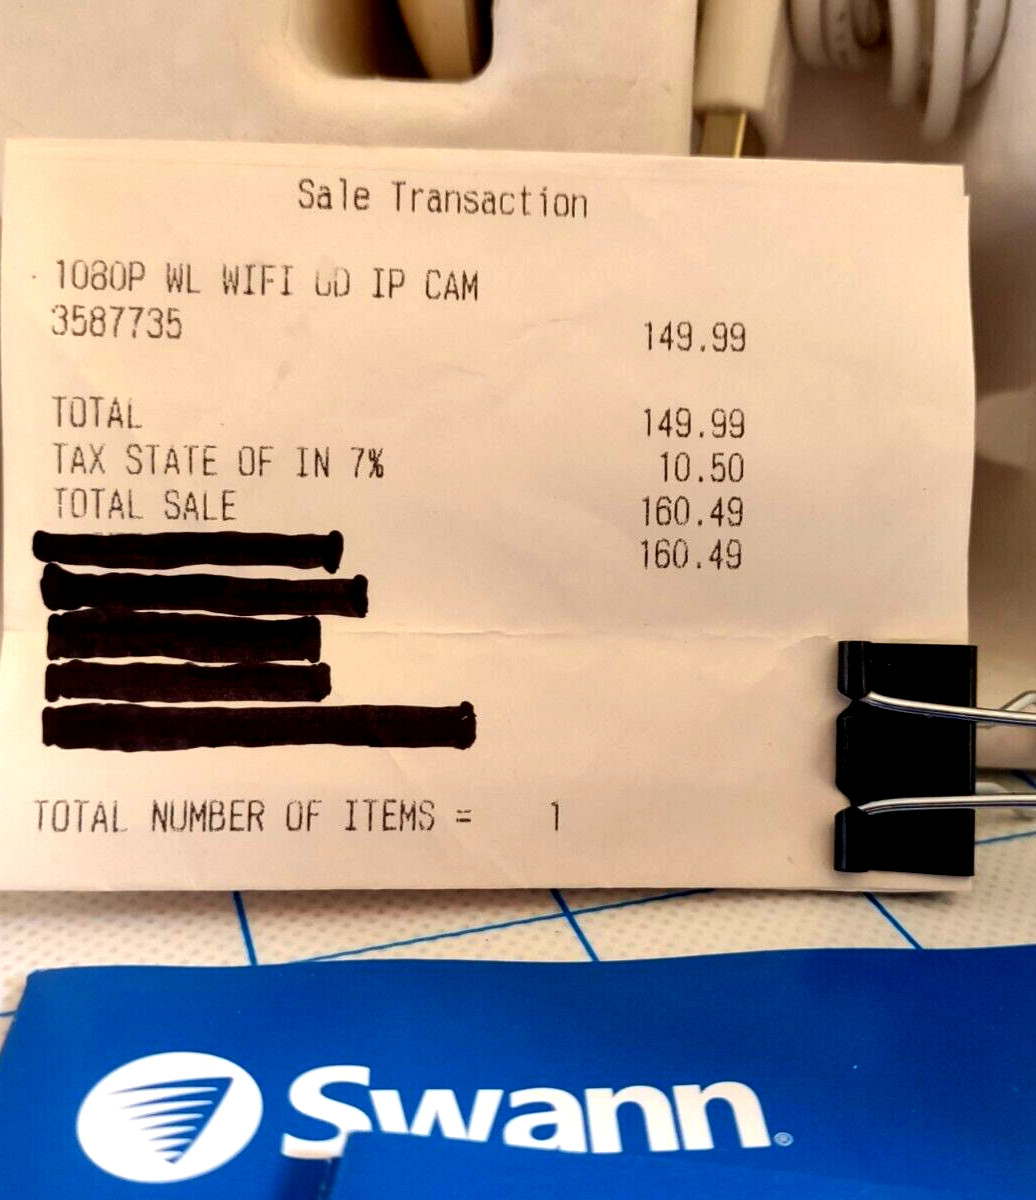 Sale Transaction
1080P WL WIFI OD IP CAM
3587735 149.99
TOTAL 149.99
TAX STATE OF IN 7% 10.50
TOTAL SALE 160.49
160.49
TOTAL NUMBER OF ITEMS = 1
Swann®